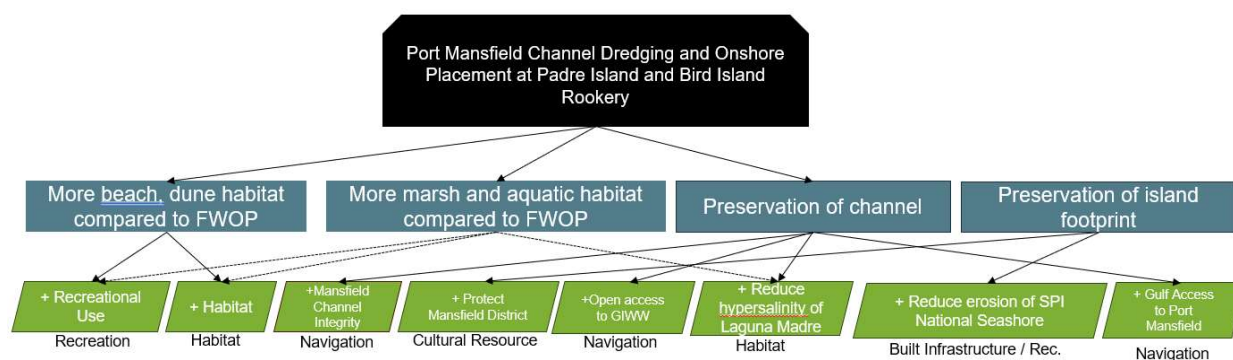 Port Mansfield Channel Dredging and Onshore
Placement at Padre Island and Bird Island
Rookery
More beach, dune habitat
compared to FWOP
More marsh and aquatic habitat
compared to FWOP
Preservation of channel
Preservation of island
footprint
+ Recreational
Use
+ Habitat
+Mansfield
Channel
Integrity
+ Protect
Mansfield District
+Open access
to GIWW
+ Reduce
hypersalinity of
Laguna Madre
+ Reduce erosion of SPI
National Seashore
+ Gulf Access
to Port
Mansfield
Recreation
Habitat
Navigation
Cultural Resource
Navigation
Habitat
Built Infrastructure / Rec.
Navigation